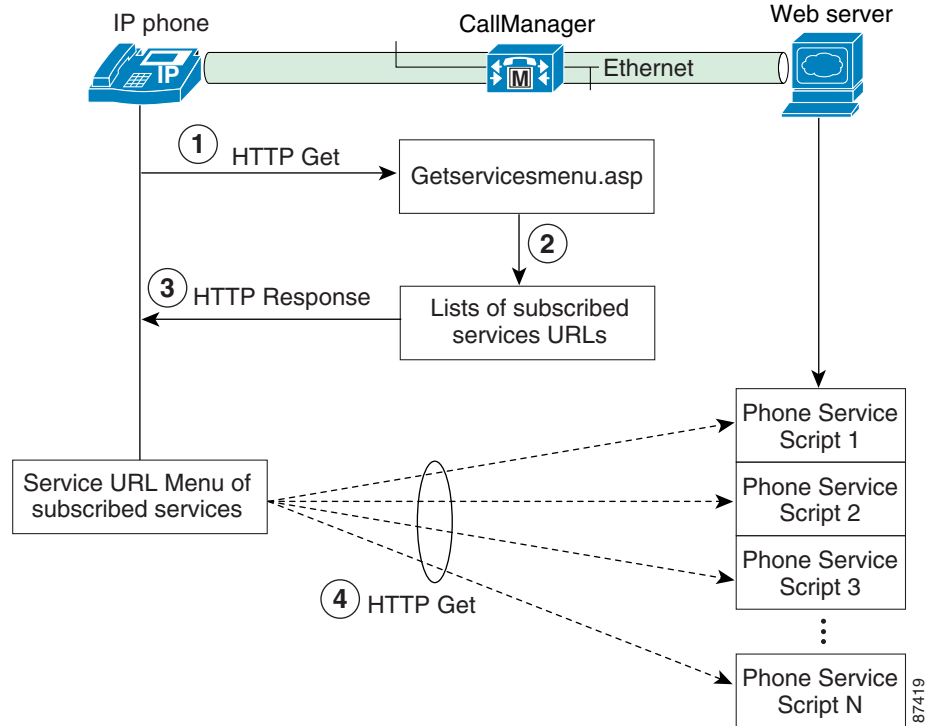 IP phone
CallManager
Web server
IP
M
Ethernet
1
HTTP Get
Getservicesmenu.asp
2
3
HTTP Response
Lists of subscribed
services URLs
Service URL Menu of
subscribed services
Phone Service
Script 1
Phone Service
Script 2
Phone Service
Script 3
4
HTTP Get
Phone Service
Script N
87419